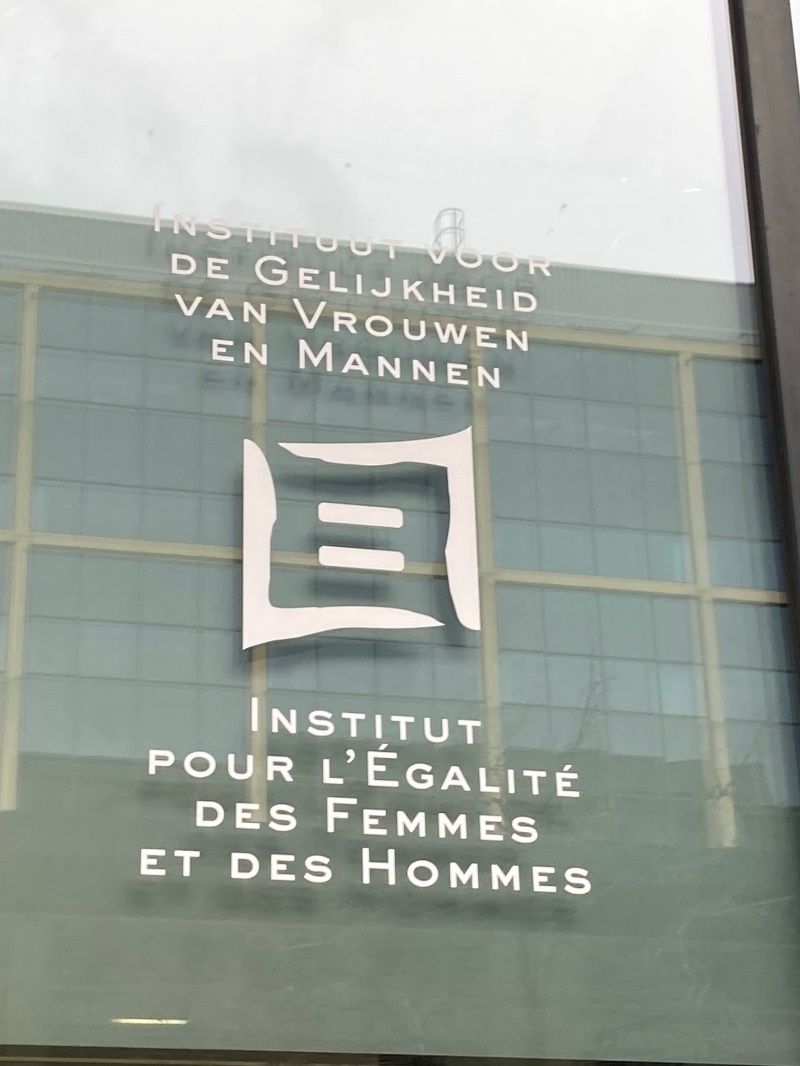 Instituut voor
de Gelijkheid
van Vrouwen
en Mannen
Institut
pour l'Égalité
des Femmes
et des Hommes